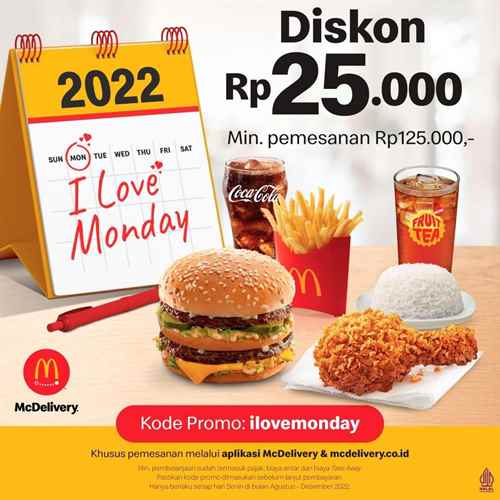 Diskon
Rp25.000
Min. pemesanan Rp125.000,-
2022
SUN MON TUE WED THU FRI SAT
I Love
Monday
Coca-Cola
FRUIT
TEA
McDelivery
Kode Promo: ilovemonday
Khusus pemesanan melalui aplikasi McDelivery & mcdelivery.co.id
Min. pembelanjaan sudah termasuk pajak, biaya antar dan biaya Take Away
Pastikan kode promo dimasukan sebelum lanjut pembayaran
Hanya berlaku setiap hari Senin di bulan Agustus - Desember 2022
HALAL